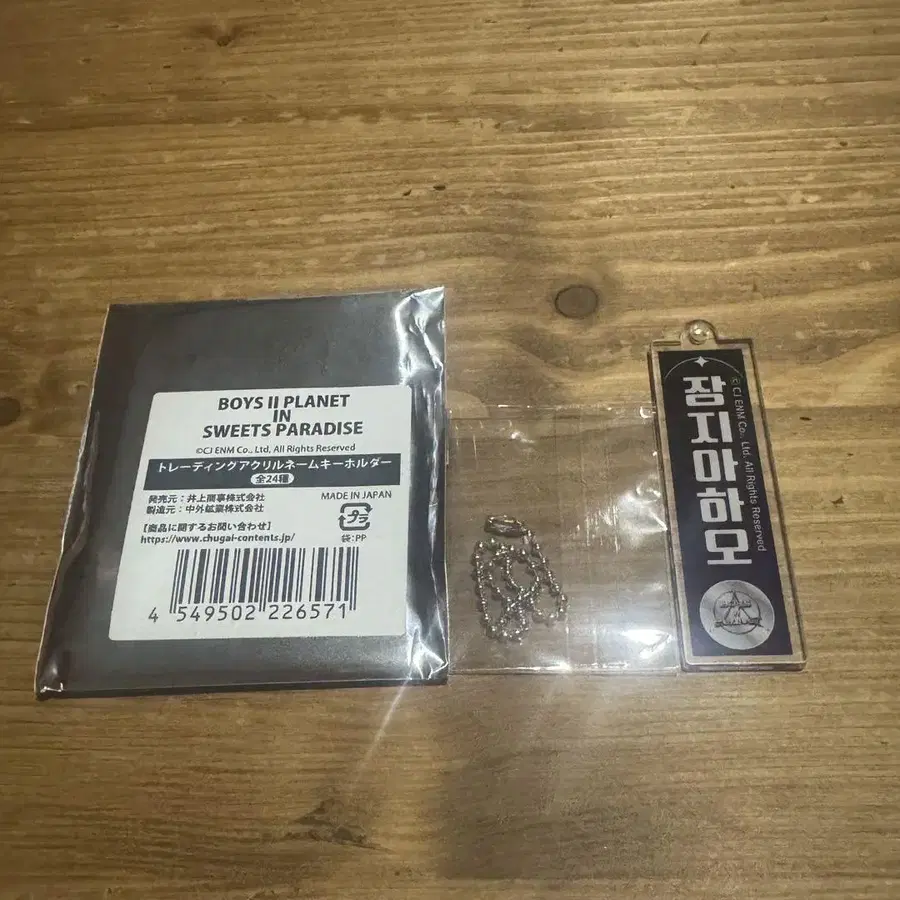 BOYS II PLANET
IN
SWEETS PARADISE
©CJ ENM Co., Ltd, All Rights Reserved
トレーディングアクリルネームキーホルダー
全24種
発売元：井上商事株式会社
製造元：中外鉱業株式会社
MADE IN JAPAN
プラ
袋:PP
【商品に関するお問い合わせ】
https://www.chugai-contents.jp/
4 549502 226571
잠지아하오
© CJ ENM Co., Ltd. All Rights Reserved